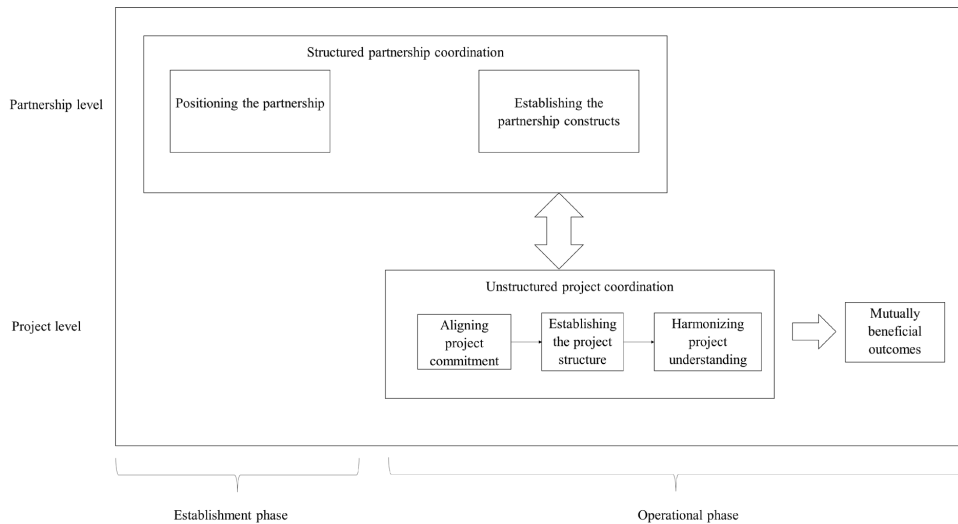 Structured partnership coordination
Partnership level
Positioning the partnership
Establishing the
partnership constructs
Unstructured project coordination
Project level
Aligning
project
commitment
Establishing
the project
structure
Harmonizing
project
understanding
Mutually
beneficial
outcomes
Establishment phase
Operational phase